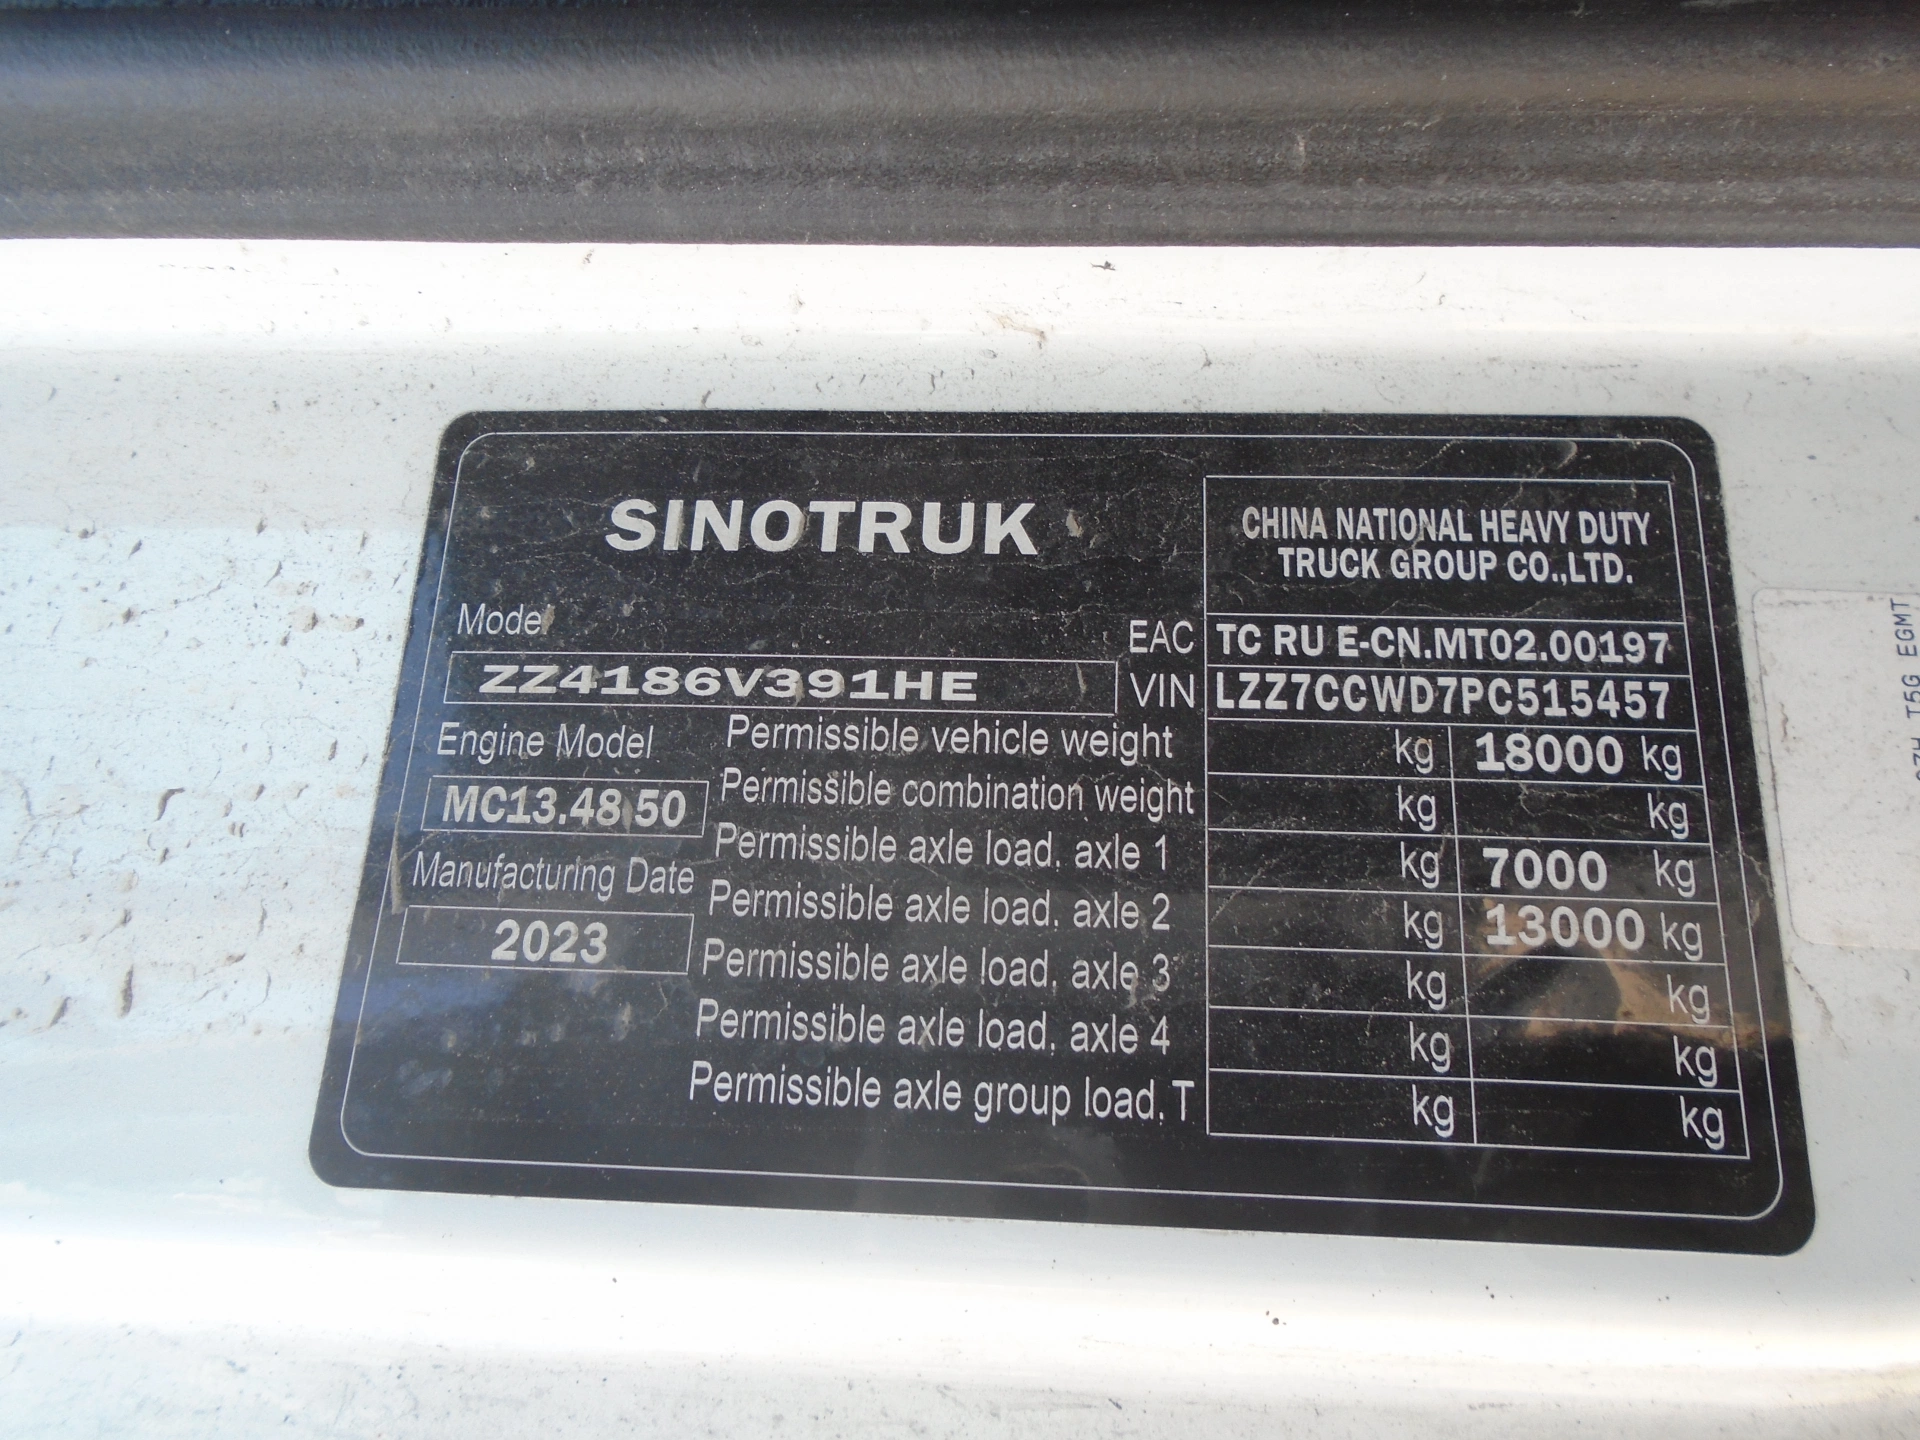 SINOTRUK
CHINA NATIONAL HEAVY DUTY
TRUCK GROUP CO.,LTD.
Model
EAC TC RU E-CN.MT02.00197
ZZ4186V391HE
VIN LZZ7CCWD7PC515457
Engine Model
Permissible vehicle weight kg 18000 kg
MC13.48 50
Permissible combination weight kg kg
Permissible axle load. axle 1 kg 7000 kg
Manufacturing Date
Permissible axle load. axle 2 kg 13000 kg
2023
Permissible axle load. axle 3 kg kg
Permissible axle load. axle 4 kg kg
Permissible axle group load. T kg kg
T5G EGMT